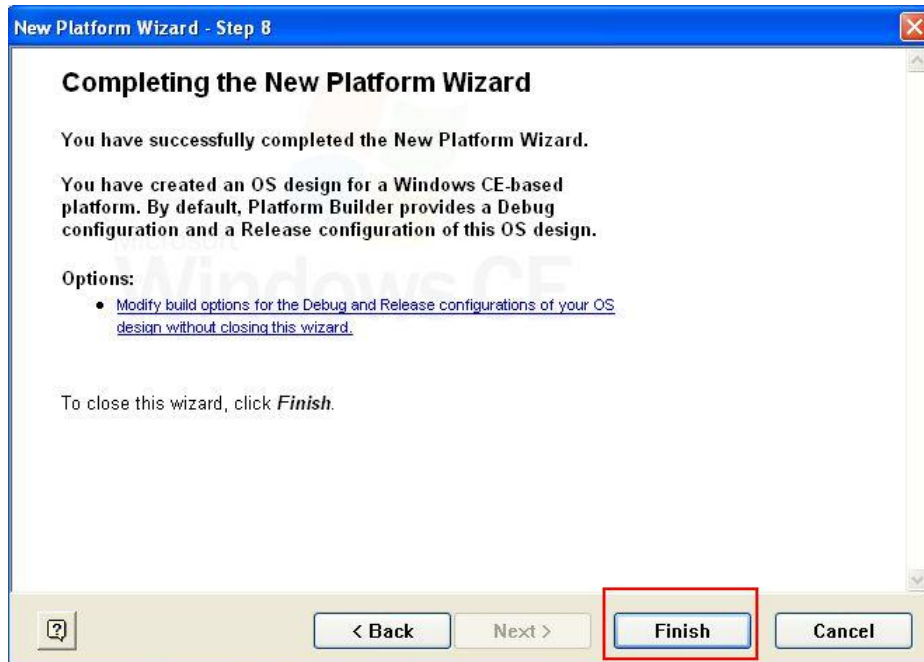 New Platform Wizard - Step 8
Completing the New Platform Wizard
You have successfully completed the New Platform Wizard.
You have created an OS design for a Windows CE-based
platform. By default, Platform Builder provides a Debug
configuration and a Release configuration of this OS design.
Microsoft
Windows CE
Options:
• Modify build options for the Debug and Release configurations of your OS
design without closing this wizard.
To close this wizard, click Finish.
? < Back Next > Finish Cancel